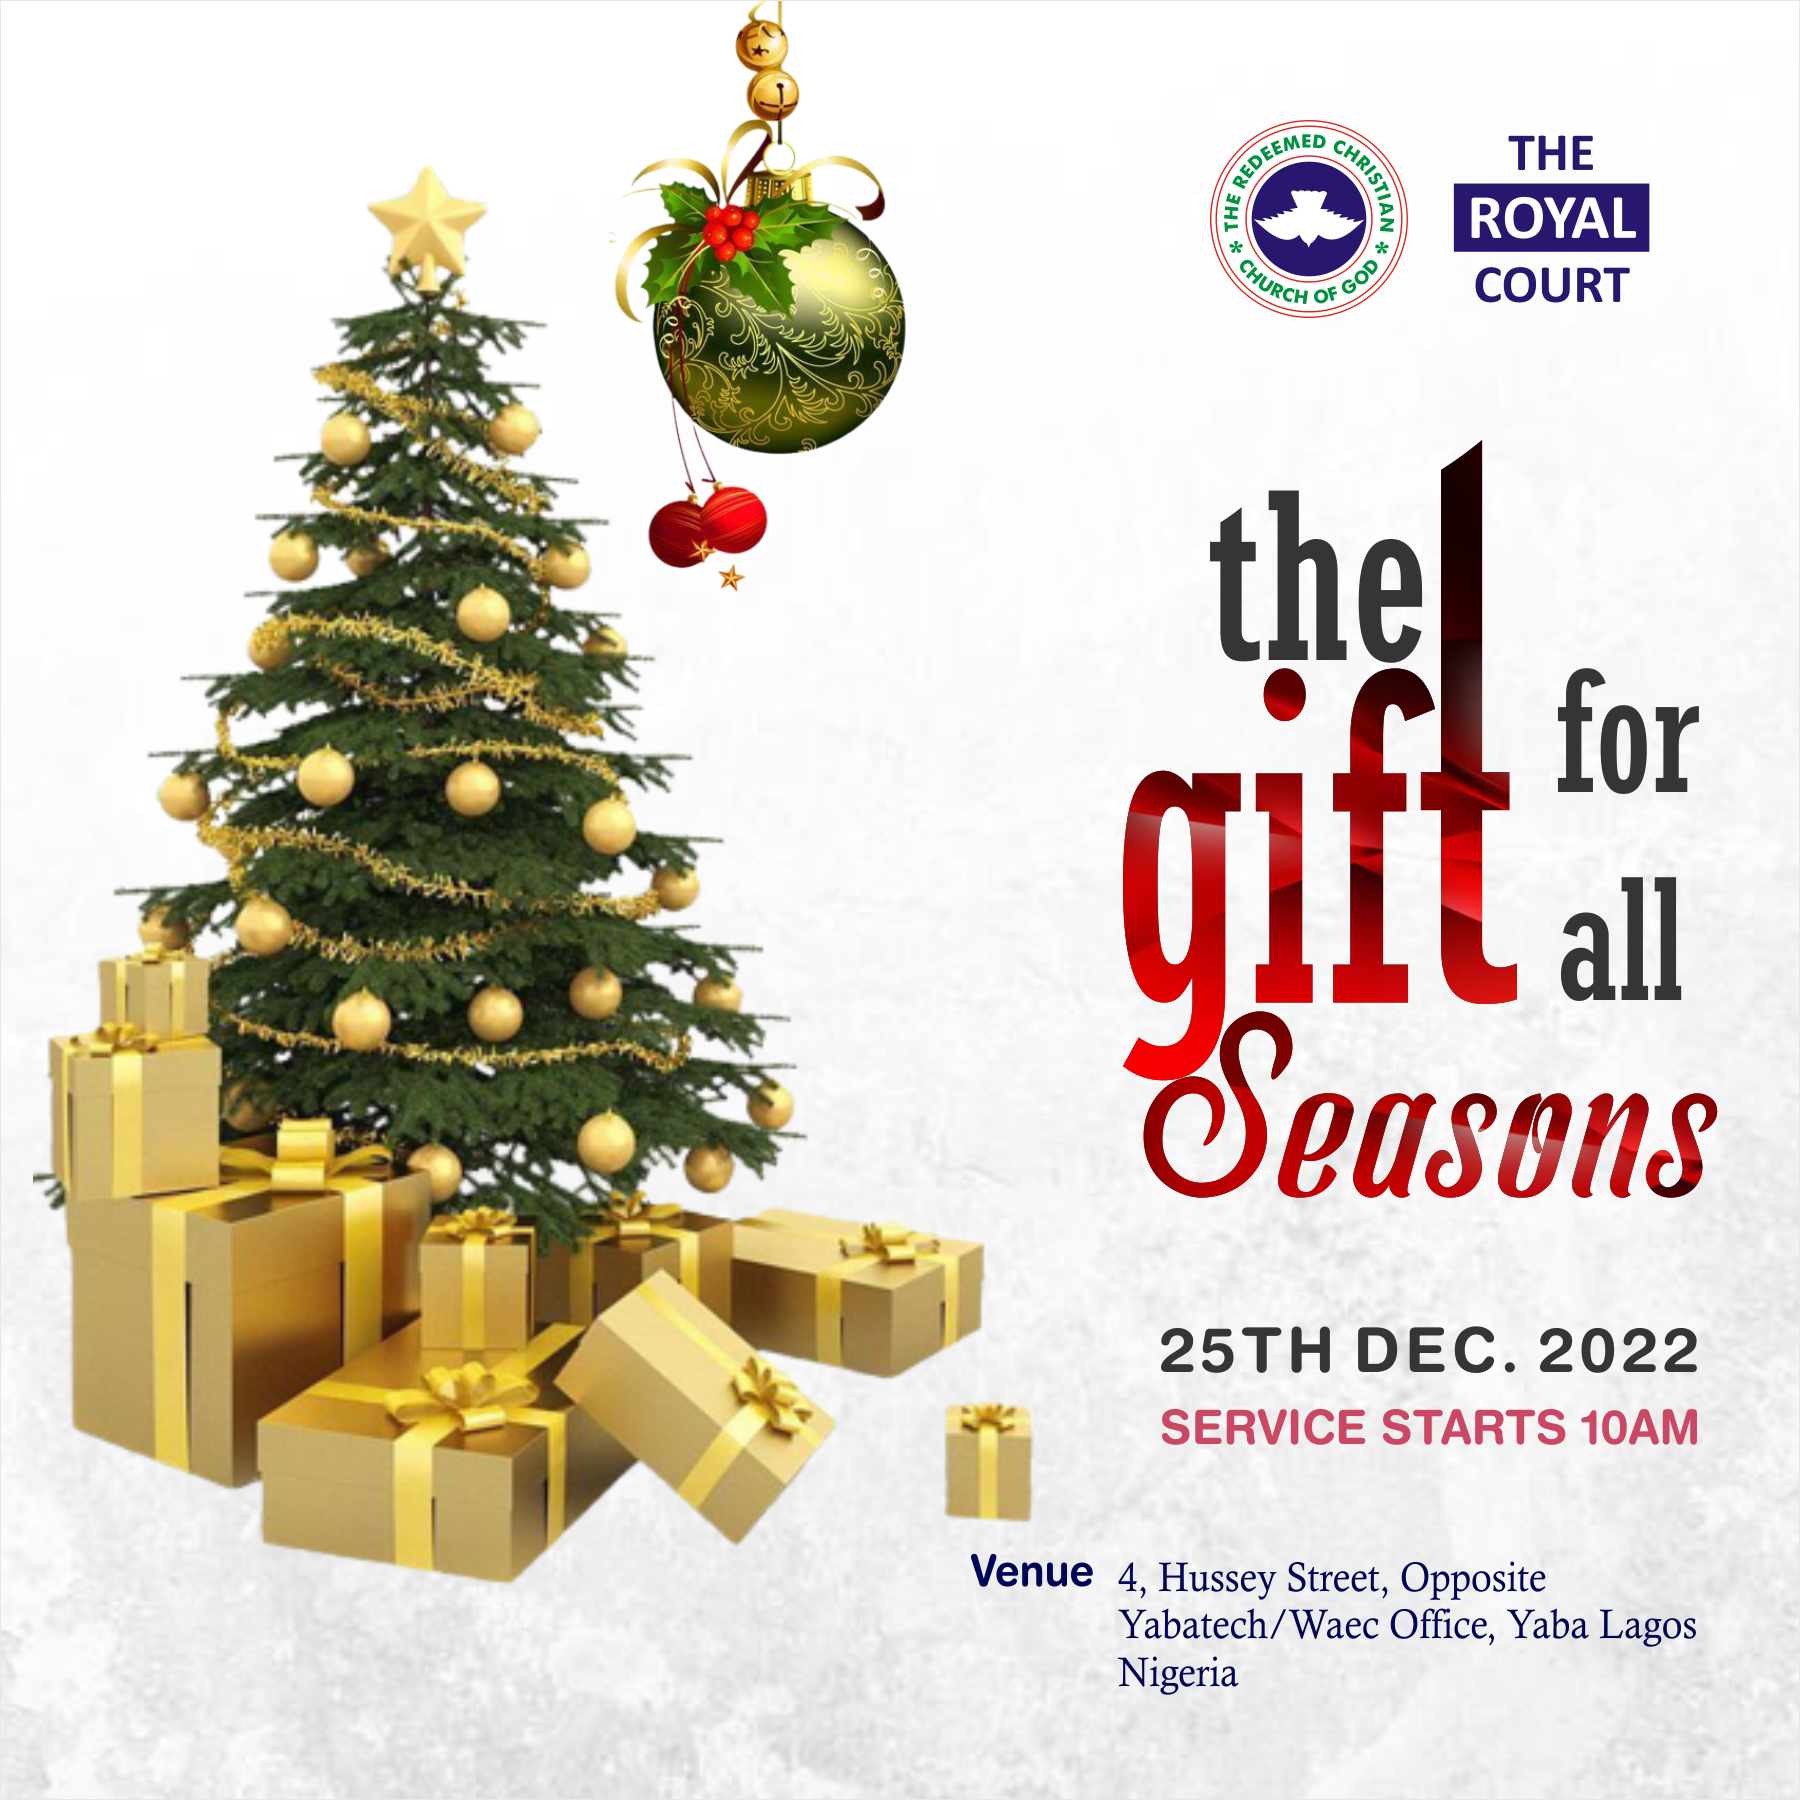 THE REDEEMED CHRISTIAN
* CHURCH OF GOD *
THE
ROYAL
COURT
the
gift for
all
Seasons
25TH DEC. 2022
SERVICE STARTS 10AM
Venue 4, Hussey Street, Opposite
Yabatech/Waec Office, Yaba Lagos
Nigeria